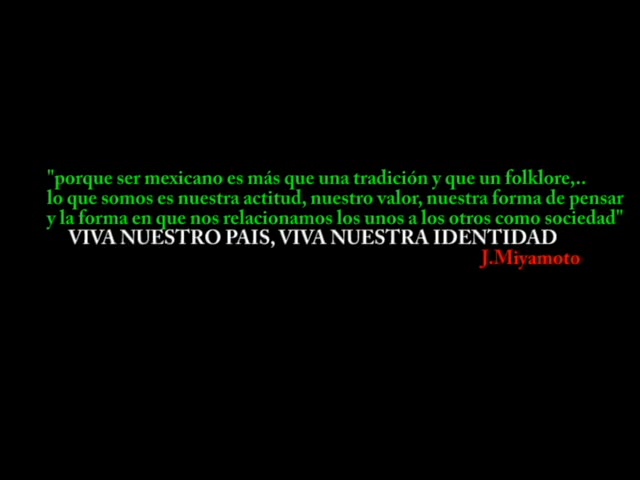 "porque ser mexicano es más que una tradición y que un folklore,..
lo que somos es nuestra actitud, nuestro valor, nuestra forma de pensar
y la forma en que nos relacionamos los unos a los otros como sociedad"
VIVA NUESTRO PAIS, VIVA NUESTRA IDENTIDAD
J.Miyamoto